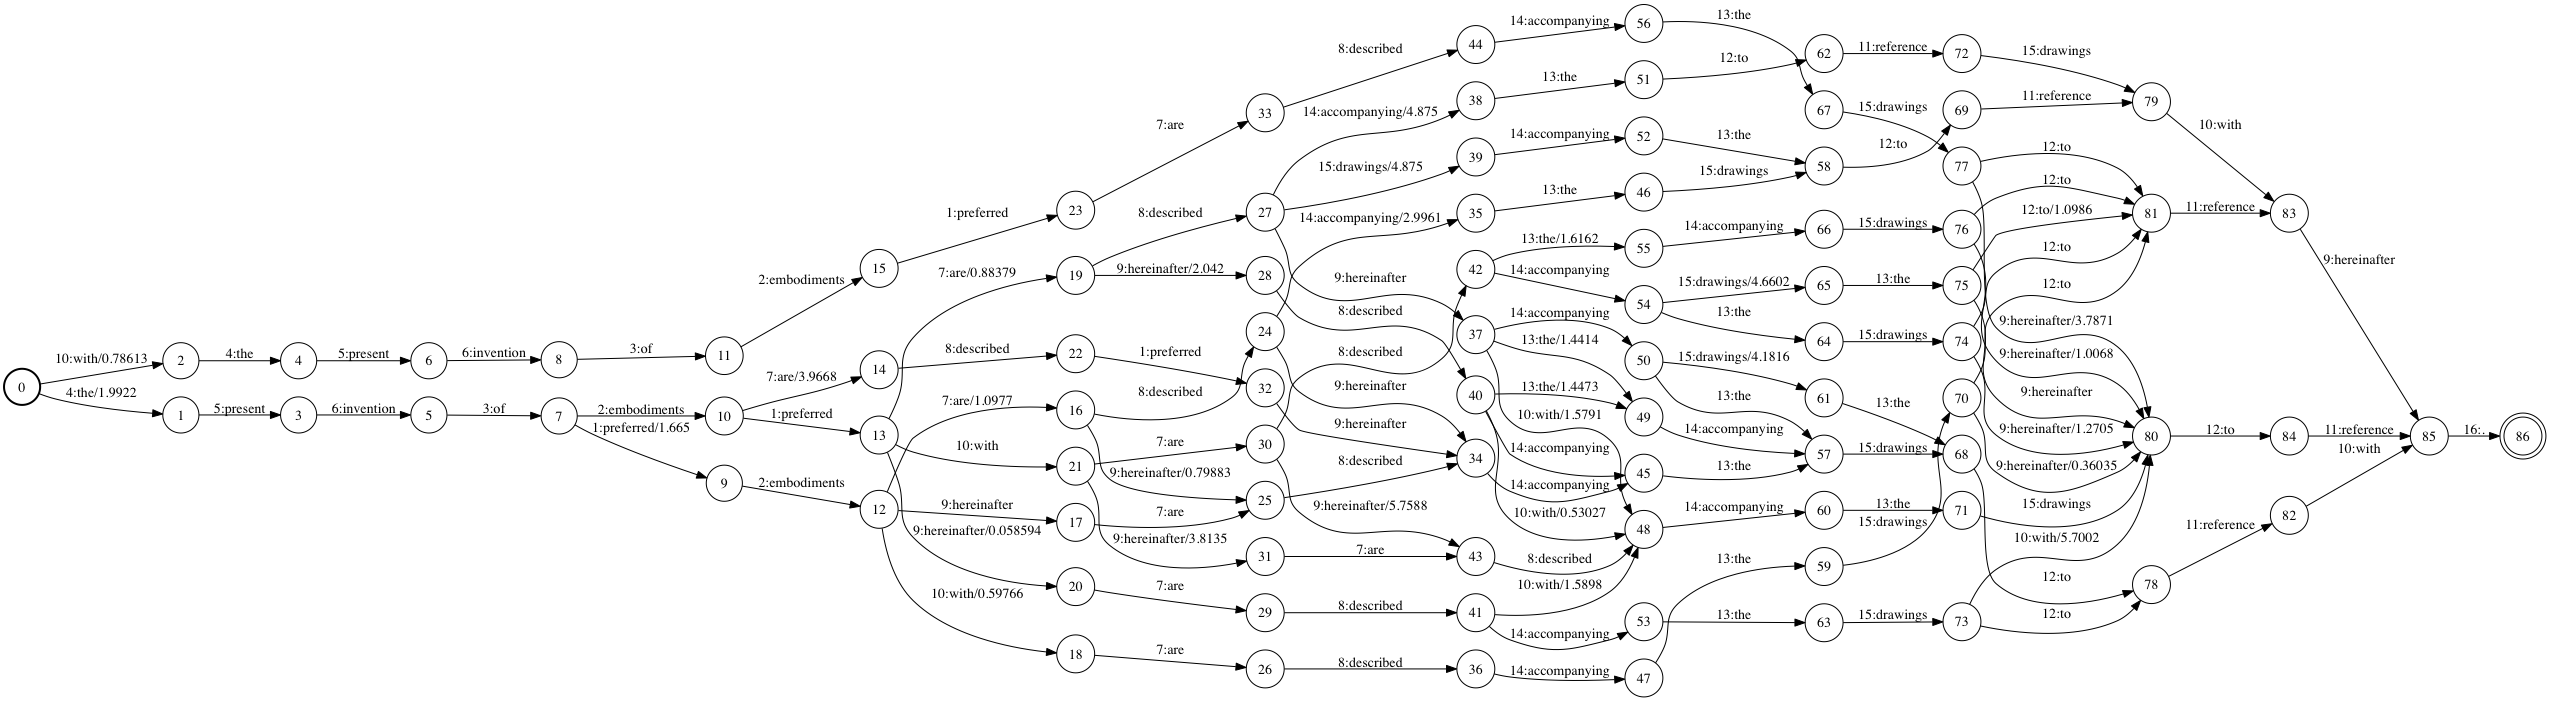 0
10:with/0.78613
4:the/1.9922
2
1
4:the
5:present
4
3
5:present
6:invention
6
5
6:invention
3:of
8
7
3:of
2:embodiments
1:preferred/1.665
11
10
9
2:embodiments
7:are/3.9668
1:preferred
2:embodiments
15
14
13
12
1:preferred
7:are/0.88379
8:described
7:are/1.0977
10:with
9:hereinafter
9:hereinafter/0.058594
10:with/0.59766
23
19
22
16
21
17
20
18
7:are
8:described
9:hereinafter/2.042
1:preferred
8:described
7:are
9:hereinafter/0.79883
7:are
9:hereinafter/3.8135
7:are
7:are
33
27
28
24
32
30
25
31
29
26
8:described
14:accompanying/4.875
15:drawings/4.875
14:accompanying/2.9961
9:hereinafter
8:described
8:described
9:hereinafter
9:hereinafter
8:described
9:hereinafter/5.7588
7:are
8:described
8:described
44
38
39
35
42
37
40
34
43
41
36
14:accompanying
13:the
14:accompanying
13:the
13:the/1.6162
14:accompanying
14:accompanying
13:the/1.4414
13:the/1.4473
10:with/1.5791
14:accompanying
14:accompanying
10:with/0.53027
8:described
10:with/1.5898
14:accompanying
14:accompanying
56
51
52
46
55
54
50
49
45
48
53
47
13:the
12:to
13:the
15:drawings
14:accompanying
15:drawings/4.6602
13:the
15:drawings/4.1816
13:the
14:accompanying
13:the
14:accompanying
13:the
13:the
62
67
58
66
65
64
61
57
60
59
63
11:reference
15:drawings
12:to
15:drawings
13:the
15:drawings
13:the
15:drawings
13:the
15:drawings
15:drawings
72
69
77
76
75
74
70
68
71
73
15:drawings
11:reference
12:to
12:to
12:to/1.0986
12:to
12:to
9:hereinafter/3.7871
9:hereinafter/1.0068
9:hereinafter
9:hereinafter/1.2705
9:hereinafter/0.36035
15:drawings
10:with/5.7002
12:to
12:to
79
81
80
78
10:with
11:reference
12:to
11:reference
83
84
82
9:hereinafter
11:reference
10:with
85
16:.
86